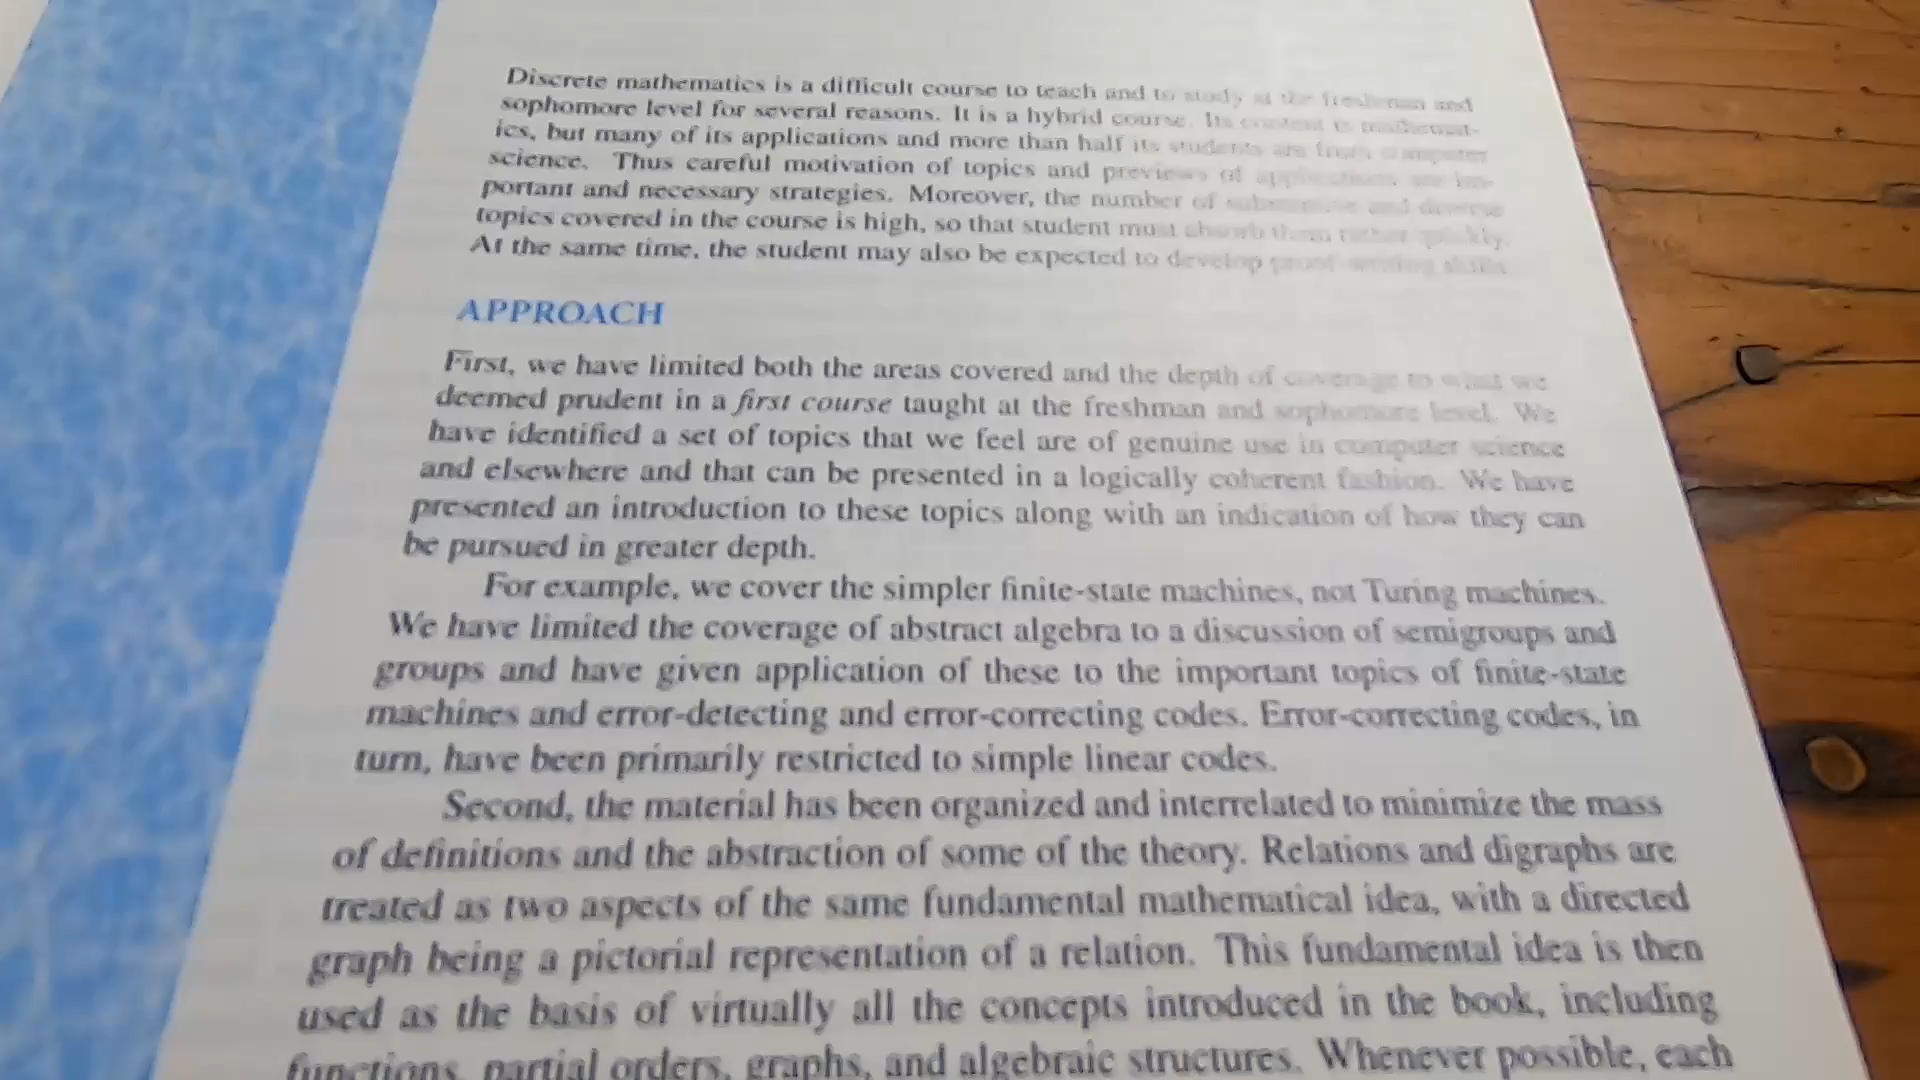 Discrete mathematics is a difficult course to teach and to study at the freshman and
sophomore level for several reasons. It is a hybrid course. Its content is mathemat-
ics, but many of its applications and more than half its students are from computer
science. Thus careful motivation of topics and previews of applications are im-
portant and necessary strategies. Moreover, the number of substantive and diverse
topics covered in the course is high, so that student must absorb them rather quickly.
At the same time, the student may also be expected to develop proof-writing skills.
APPROACH
First, we have limited both the areas covered and the depth of coverage to what we
deemed prudent in a first course taught at the freshman and sophomore level. We
have identified a set of topics that we feel are of genuine use in computer science
and elsewhere and that can be presented in a logically coherent fashion. We have
presented an introduction to these topics along with an indication of how they can
be pursued in greater depth.
For example, we cover the simpler finite-state machines, not Turing machines.
We have limited the coverage of abstract algebra to a discussion of semigroups and
groups and have given application of these to the important topics of finite-state
machines and error-detecting and error-correcting codes. Error-correcting codes, in
turn, have been primarily restricted to simple linear codes.
Second, the material has been organized and interrelated to minimize the mass
of definitions and the abstraction of some of the theory. Relations and digraphs are
treated as two aspects of the same fundamental mathematical idea, with a directed
graph being a pictorial representation of a relation. This fundamental idea is then
used as the basis of virtually all the concepts introduced in the book, including
functions, partial orders, graphs, and algebraic structures. Whenever possible, each